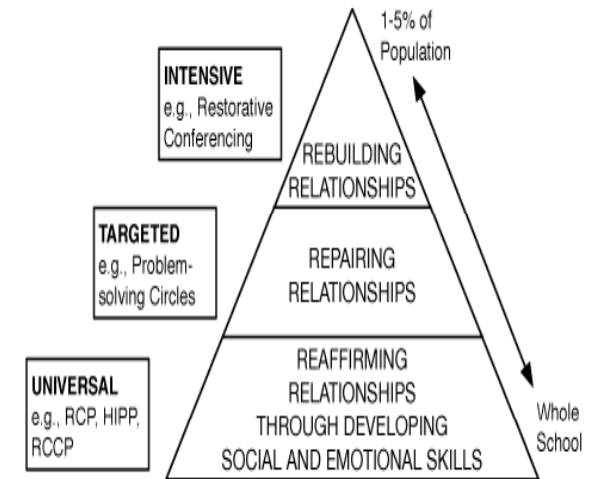 1-5% of
Population
INTENSIVE
e.g., Restorative
Conferencing
REBUILDING
RELATIONSHIPS
TARGETED
e.g., Problem-
solving Circles
REPAIRING
RELATIONSHIPS
UNIVERSAL
e.g., RCP, HIPP,
RCCP
REAFFIRMING
RELATIONSHIPS
THROUGH DEVELOPING
SOCIAL AND EMOTIONAL SKILLS
Whole
School